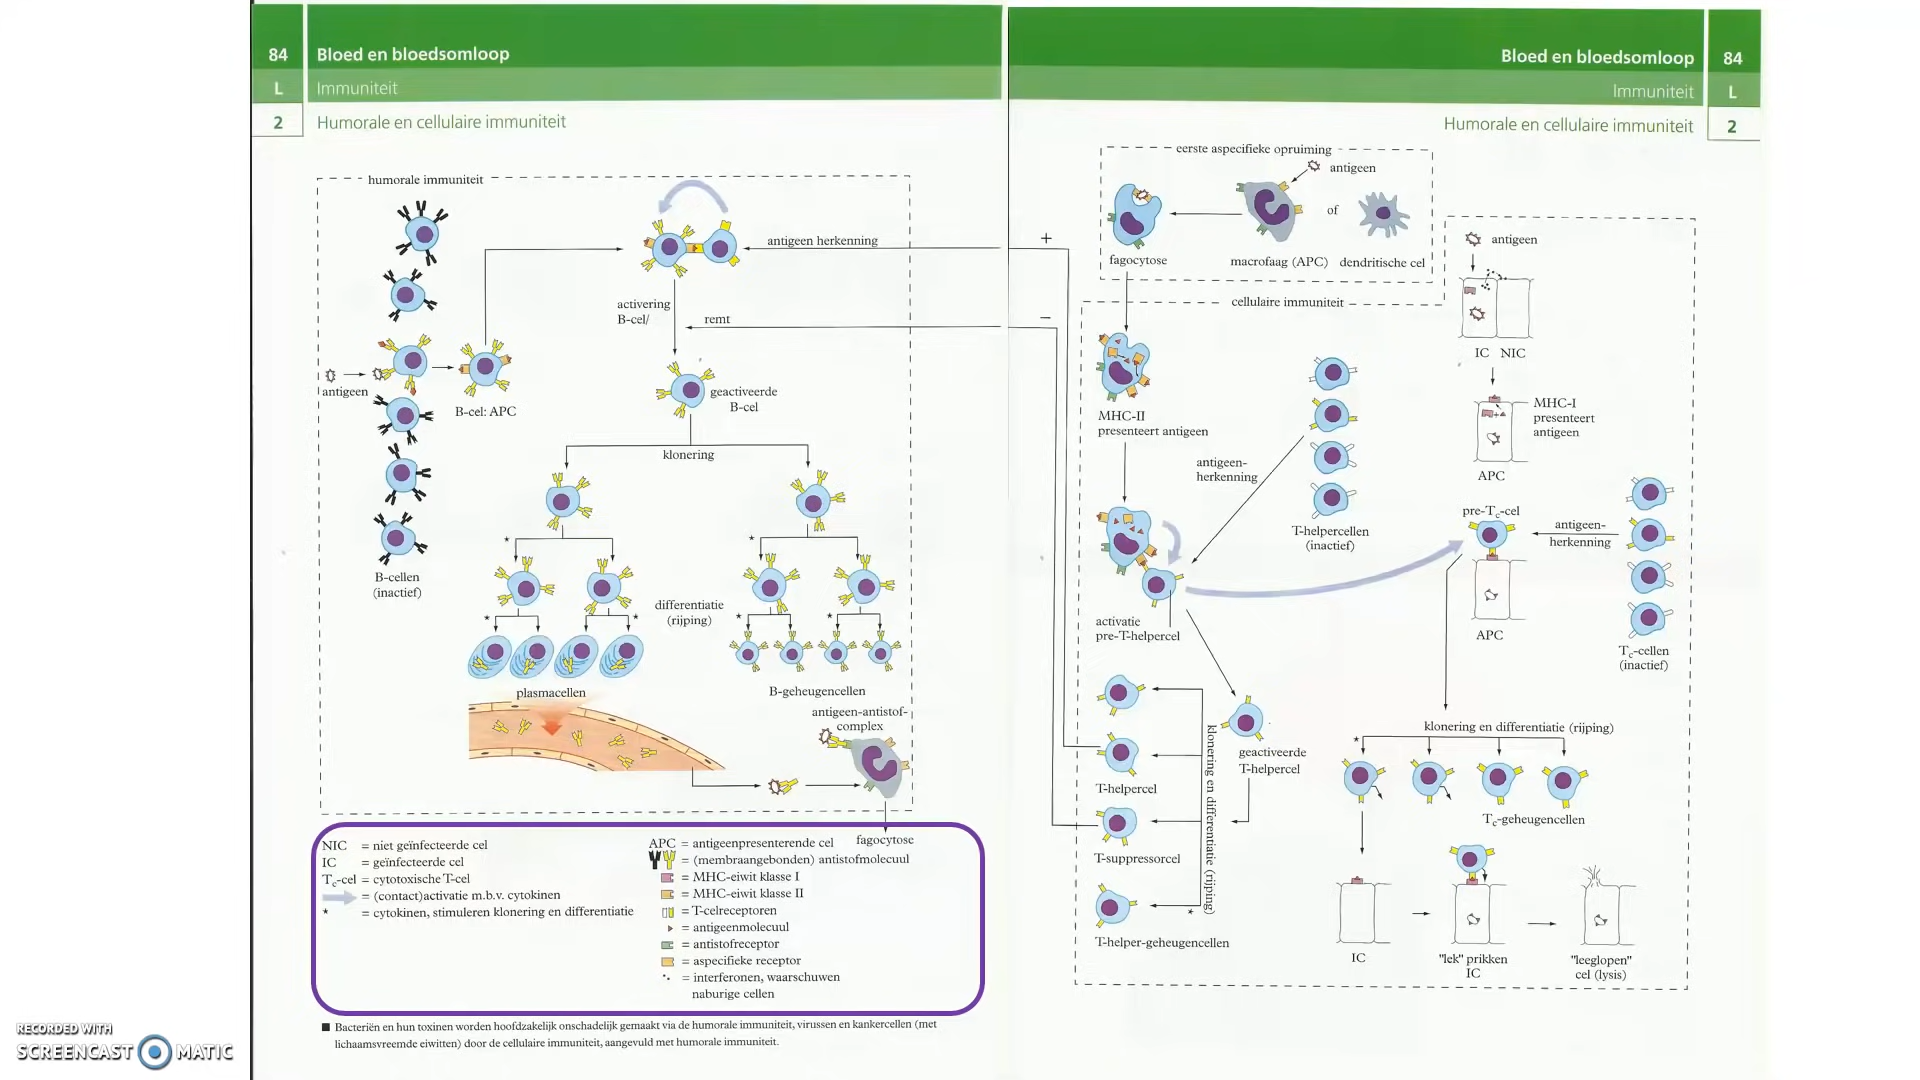 84
Bloed en bloedsomloop
L
Immuniteit
2
Humorale en cellulaire immuniteit
humorale immuniteit
antigeen herkenning
activering
B-cel/
remt
antigeen
B-cel: APC
geactiveerde
B-cel
klonering
*
*
B-cellen
(inactief)
differentiatie
(rijping)
*
*
*
*
plasmacellen
B-geheugencellen
antigeen-antistof-
complex
fagocytose
NIC = niet geïnfecteerde cel
IC = geïnfecteerde cel
Tc-cel = cytotoxische T-cel
= (contact)activatie m.b.v. cytokinen
* = cytokinen, stimuleren klonering en differentiatie
APC = antigeenpresenterende cel
= (membraangebonden) antistofmolecuul
= MHC-eiwit klasse I
= MHC-eiwit klasse II
= T-celreceptoren
= antigeenmolecuul
= antistofreceptor
= aspecifieke receptor
= interferonen, waarschuwen
naburige cellen
■ Bacteriën en hun toxinen worden hoofdzakelijk onschadelijk gemaakt via de humorale immuniteit, virussen en kankercellen (met
lichaamsvreemde eiwitten) door de cellulaire immuniteit, aangevuld met humorale immuniteit.
Bloed en bloedsomloop
84
Immuniteit
L
Humorale en cellulaire immuniteit
2
eerste aspecifieke opruiming
antigeen
of
fagocytose
macrofaag (APC)
dendritische cel
+
−
cellulaire immuniteit
antigeen
IC NIC
MHC-II
presenteert antigeen
MHC-I
presenteert
antigeen
APC
antigeen-
herkenning
T-helpercellen
(inactief)
pre-Tc-cel
antigeen-
herkenning
APC
Tc-cellen
(inactief)
activatie
pre-T-helpercel
geactiveerde
T-helpercel
klonering en differentiatie (rijping)
*
T-helpercel
T-suppressorcel
T-helper-geheugencellen
klonering en differentiatie (rijping)
*
Tc-geheugencellen
IC
"lek" prikken
IC
"leeglopen"
cel (lysis)
RECORDED WITH
SCREENCAST MATIC